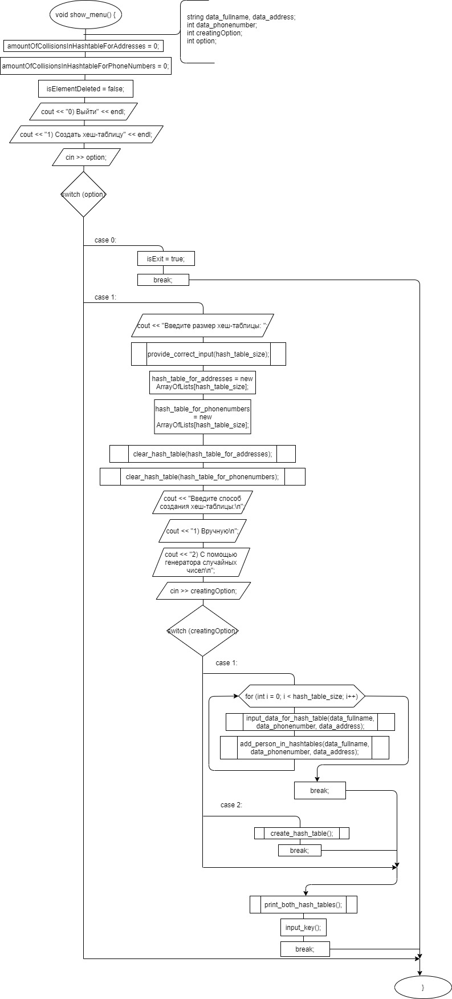 void show_menu() {
string data_fullname, data_address;
int data_phonenumber;
int creatingOption;
int option;
amountOfCollisionsInHashtableForAddresses = 0;
amountOfCollisionsInHashtableForPhoneNumbers = 0;
isElementDeleted = false;
cout << "0) Выйти" << endl;
cout << "1) Создать хеш-таблицу" << endl;
cin >> option;
switch (option)
case 0:
isExit = true;
break;
case 1:
cout << "Введите размер хеш-таблицы: ";
provide_correct_input(hash_table_size);
hash_table_for_addresses = new
ArrayOfLists[hash_table_size];
hash_table_for_phonenumbers
= new
ArrayOfLists[hash_table_size];
clear_hash_table(hash_table_for_addresses);
clear_hash_table(hash_table_for_phonenumbers);
cout << "Введите способ
создания хеш-таблицы:\n";
cout << "1) Вручную\n";
cout << "2) С помощью
генератора случайных
чисел\n";
cin >> creatingOption;
switch (creatingOption)
case 1:
for (int i = 0; i < hash_table_size; i++)
input_data_for_hash_table(data_fullname,
data_phonenumber, data_address);
add_person_in_hashtables(data_fullname,
data_phonenumber, data_address);
break;
case 2:
create_hash_table();
break;
print_both_hash_tables();
input_key();
break;
}